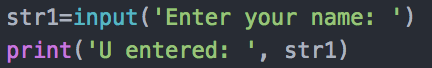 str1=input('Enter your name: ')
print('U entered: ', str1)